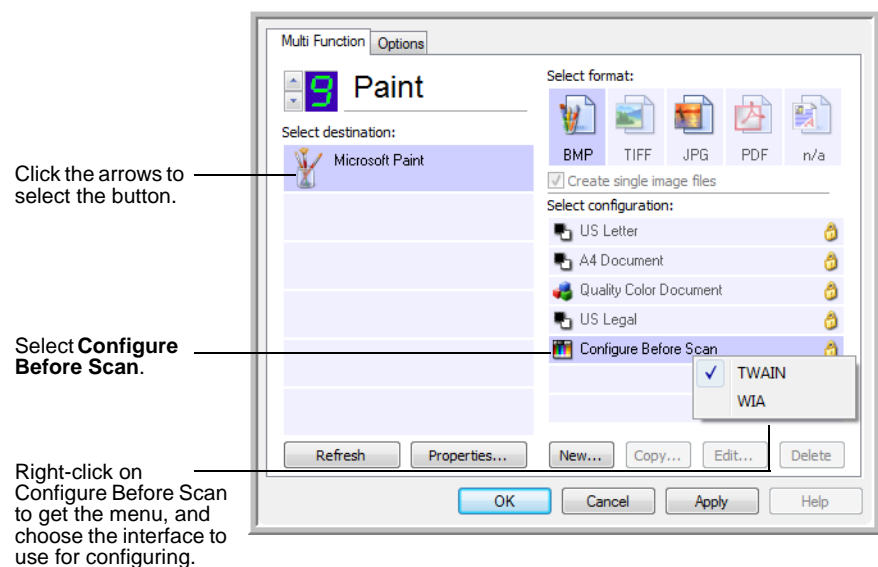 Multi Function Options
9 Paint
Select destination:
Microsoft Paint
Select format:
BMP TIFF JPG PDF n/a
Create single image files
Select configuration:
US Letter
A4 Document
Quality Color Document
US Legal
Configure Before Scan
TWAIN
WIA
Refresh Properties... New... Copy... Edit... Delete
OK Cancel Apply Help
Click the arrows to
select the button.
Select Configure
Before Scan.
Right-click on
Configure Before Scan
to get the menu, and
choose the interface to
use for configuring.